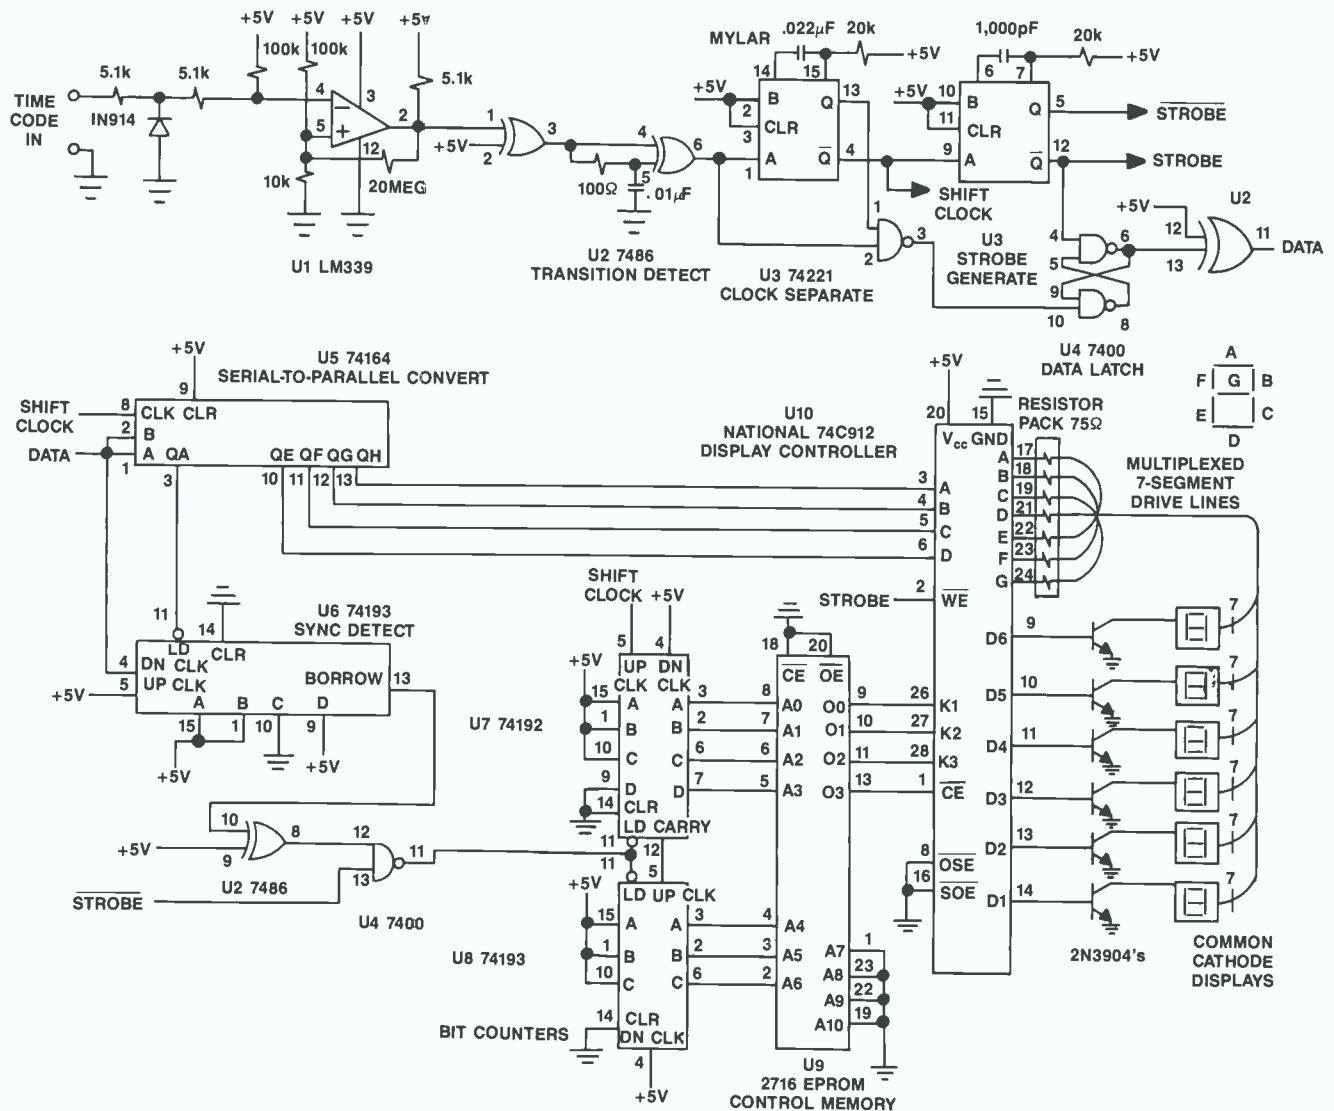 +5V +5V +5V +5V
100k 100k
5.1k 5.1k 5.1k
TIME
CODE
IN
IN914
4 3 2
5
12
10k
20MEG
U1 LM339
1
+5V
2
3
4
5
6
100Ω
.01µF
U2 7486
TRANSITION DETECT
MYLAR
.022µF 20k
+5V
14 15
+5V
B Q 13
2
CLR
3
A Q 4
1
U3 74221
CLOCK SEPARATE
SHIFT
CLOCK
1
2
3
1,000pF 20k
+5V
6 7
+5V
10 B Q 5
11
CLR
9 A Q 12
STROBE
STROBE
U3
STROBE
GENERATE
4
5
6
9
10
8
U4 7400
DATA LATCH
+5V
12
13
U2
11
DATA
+5V
U5 74164
SERIAL-TO-PARALLEL CONVERT
9
SHIFT
CLOCK
8 CLK CLR
2 B
DATA
1 A QA QE QF QG QH
3 10 11 12 13
U10
NATIONAL 74C912
DISPLAY CONTROLLER
+5V
20 15
VCC GND
RESISTOR
PACK 75Ω
A
F G B
E C
D
MULTIPLEXED
7-SEGMENT
DRIVE LINES
A 17
B 18
C 19
D 21
E 22
F 23
G 24
3 A
4 B
5 C
6 D
STROBE 2 WE
11 14
U6 74193
SYNC DETECT
LD CLR
4 DN CLK
5 UP CLK
+5V
BORROW 13
A B C D
15 1 10 9
+5V +5V
SHIFT
CLOCK +5V
5 4
UP DN
CLK CLK
+5V
15 A A 3
1 B B 2
10 C C 6
9 D D 7
14 CLR
LD CARRY
U7 74192
11 12
11 5
+5V
LD UP CLK
15 A A 3
1 B B 2
10 C C 6
14 CLR
DN CLK
4
+5V
U8 74193
BIT COUNTERS
10
+5V
9
8
U2 7486
12
13
11
STROBE
U4 7400
18 20
CE OE
8 A0 O0 9
7 A1 O1 10
6 A2 O2 11
5 A3 O3 13
4 A4
3 A5
2 A6
A7 1
A8 23
A9 22
A10 19
U9
2716 EPROM
CONTROL MEMORY
26 K1
27 K2
28 K3
1 CE
8 OSE
16 SOE
D6 9
D5 10
D4 11
D3 12
D2 13
D1 14
7
7
7
7
7
7
2N3904's
COMMON
CATHODE
DISPLAYS